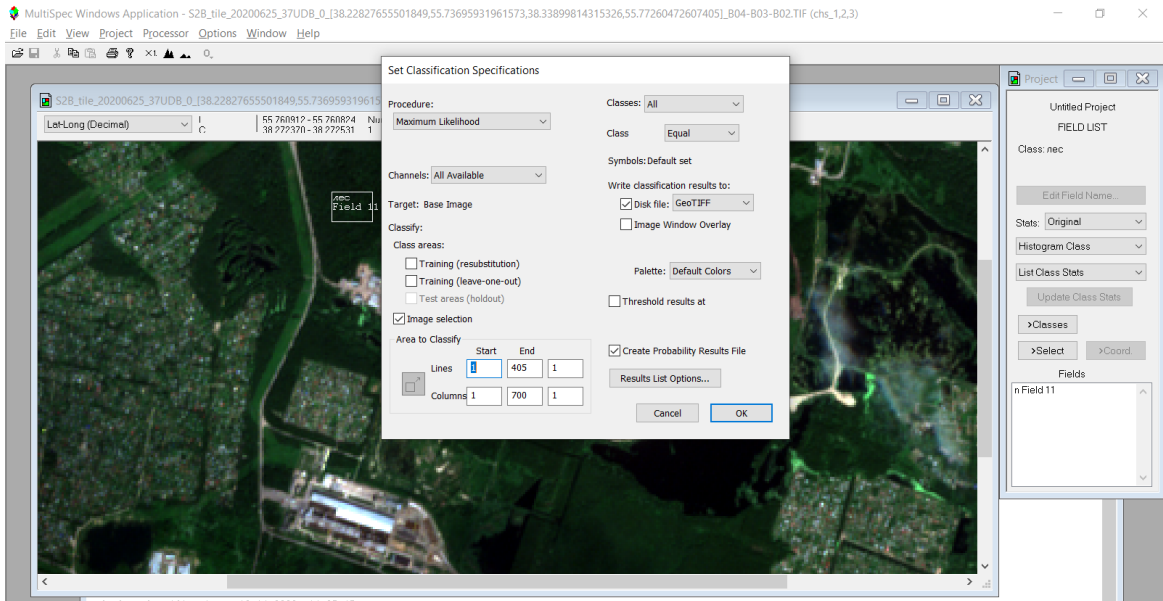 MultiSpec Windows Application - S2B_tile_20200625_37UDB_0_[38.22827655501849,55.73695931961573,38.33899814315326,55.77260472607405]_B04-B03-B02.TIF (chs_1,2,3)
File Edit View Project Processor Options Window Help
S2B_tile_20200625_37UDB_0_[38.22827655501849,55.736959319615
Lat-Long (Decimal)
L 55.760912 - 55.760824 Nu
C 38.272370 - 38.272531 1
лес
Field 11
Set Classification Specifications
Procedure:
Maximum Likelihood
Channels: All Available
Target: Base Image
Classify:
Class areas:
Training (resubstitution)
Training (leave-one-out)
Test areas (holdout)
Image selection
Area to Classify
Start End
Lines 1 405 1
Columns 1 700 1
Classes: All
Class Equal
Symbols: Default set
Write classification results to:
Disk file: GeoTIFF
Image Window Overlay
Palette: Default Colors
Threshold results at
Create Probability Results File
Results List Options...
Cancel OK
Project
Untitled Project
FIELD LIST
Class: лес
Edit Field Name...
Stats: Original
Histogram Class
List Class Stats
Update Class Stats
>Classes
>Select >Coord.
Fields
n Field 11